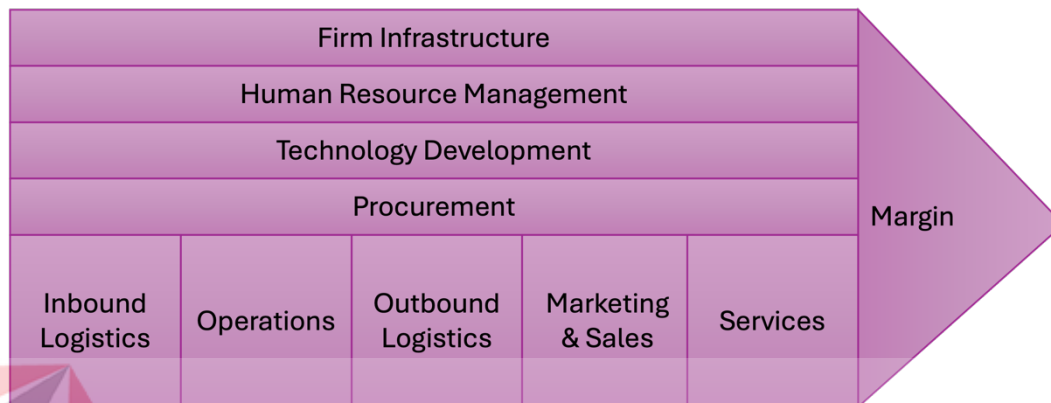 Firm Infrastructure
Human Resource Management
Technology Development
Procurement
Margin
Inbound
Logistics
Operations
Outbound
Logistics
Marketing
& Sales
Services